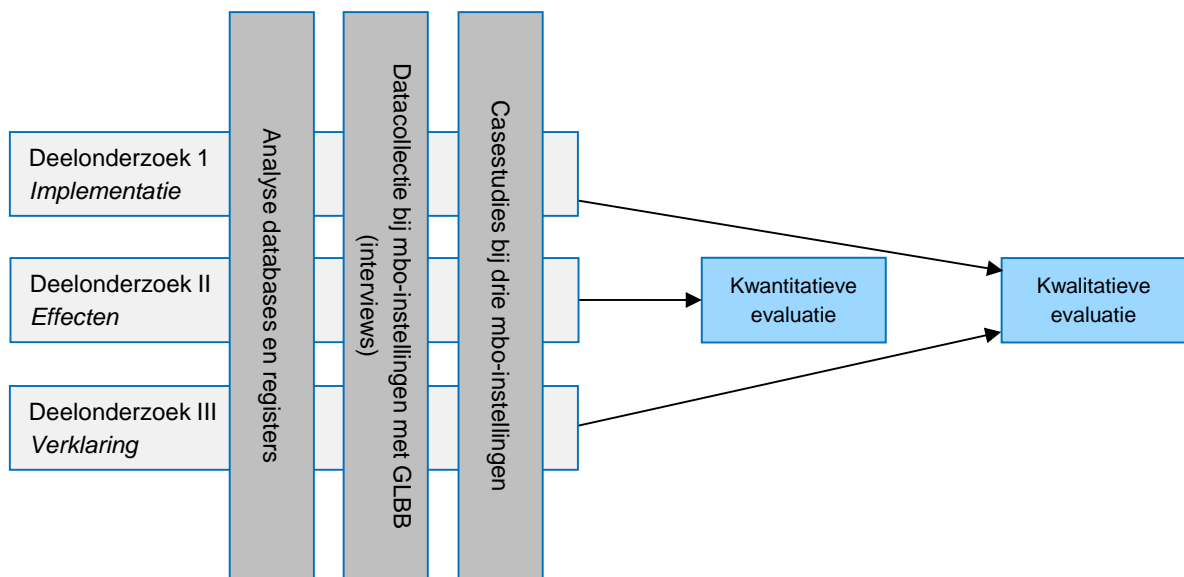 Deelonderzoek 1
Implementatie
Deelonderzoek II
Effecten
Deelonderzoek III
Verklaring
Analyse databases en registers
Datacollectie bij mbo-instellingen met GLBB
(interviews)
Casestudies bij drie mbo-instellingen
Kwantitatieve
evaluatie
Kwalitatieve
evaluatie